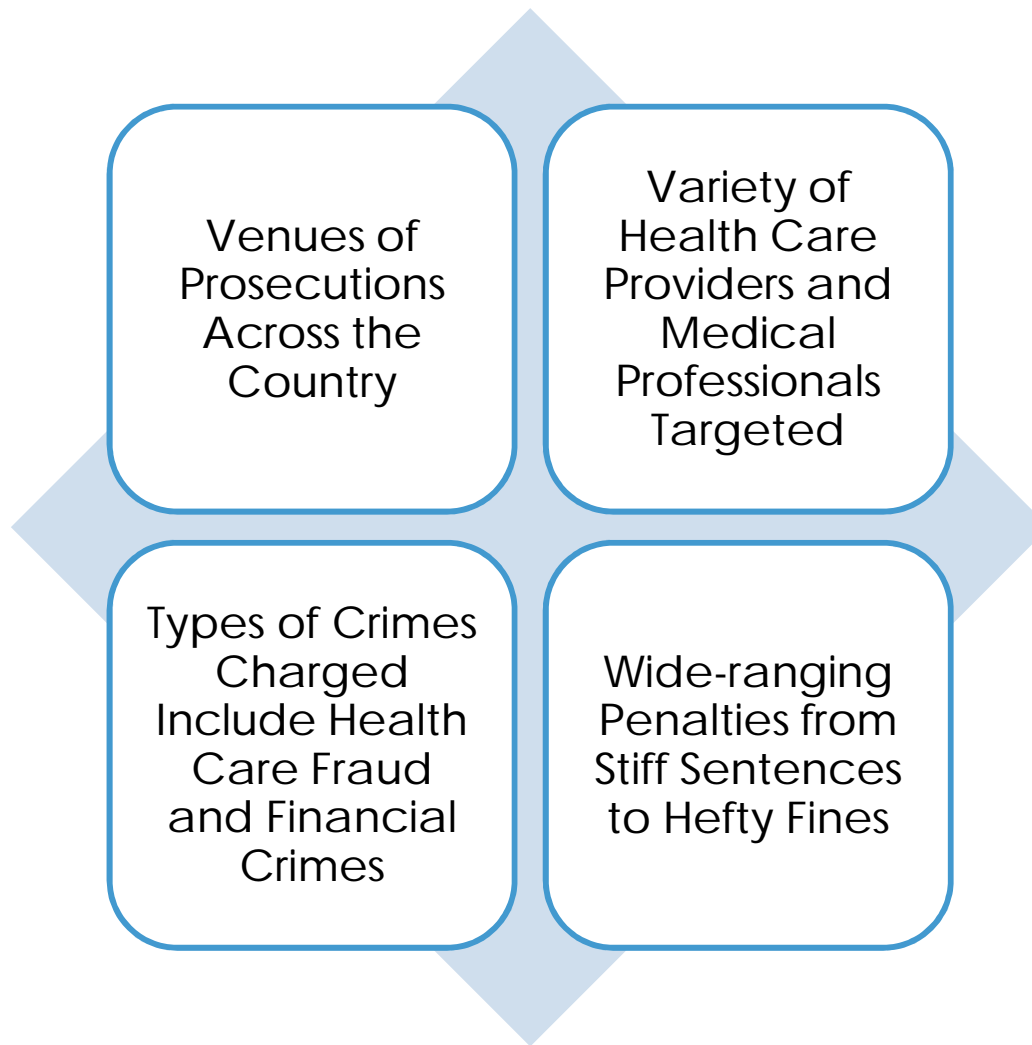 Venues of
Prosecutions
Across the
Country
Variety of
Health Care
Providers and
Medical
Professionals
Targeted
Types of Crimes
Charged
Include Health
Care Fraud
and Financial
Crimes
Wide-ranging
Penalties from
Stiff Sentences
to Hefty Fines